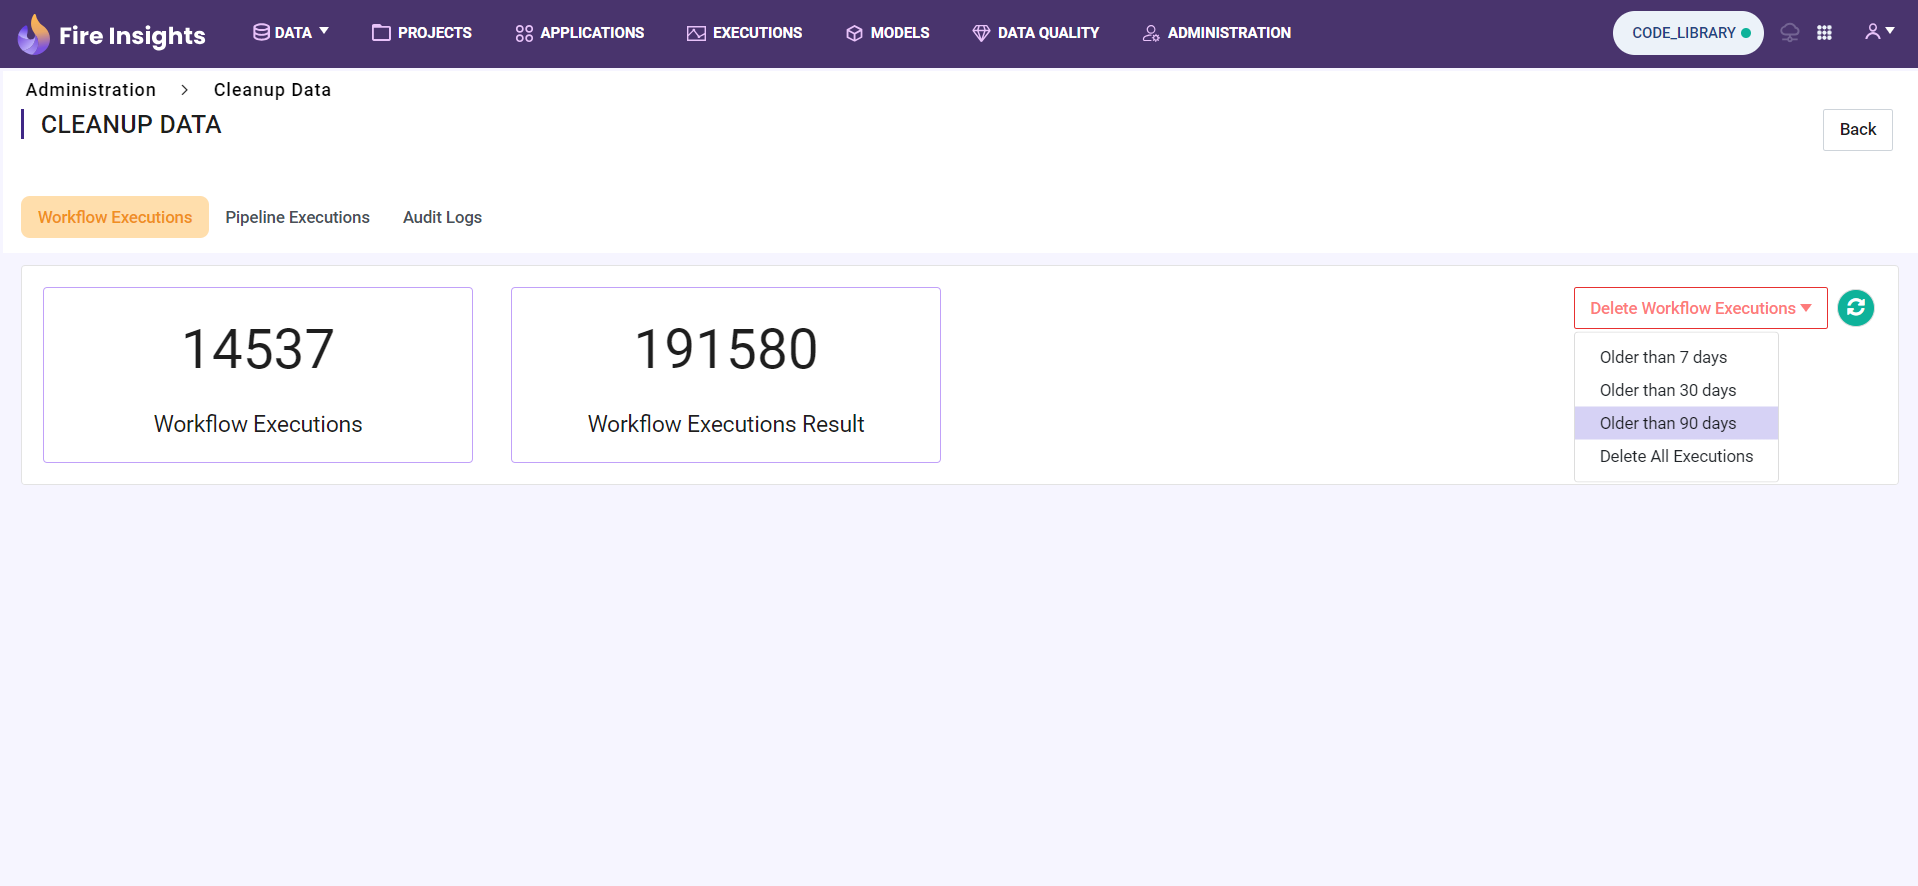 Fire Insights DATA PROJECTS APPLICATIONS EXECUTIONS MODELS DATA QUALITY ADMINISTRATION CODE_LIBRARY
Administration > Cleanup Data
CLEANUP DATA
Back
Workflow Executions Pipeline Executions Audit Logs
14537
Workflow Executions
191580
Workflow Executions Result
Delete Workflow Executions
Older than 7 days
Older than 30 days
Older than 90 days
Delete All Executions